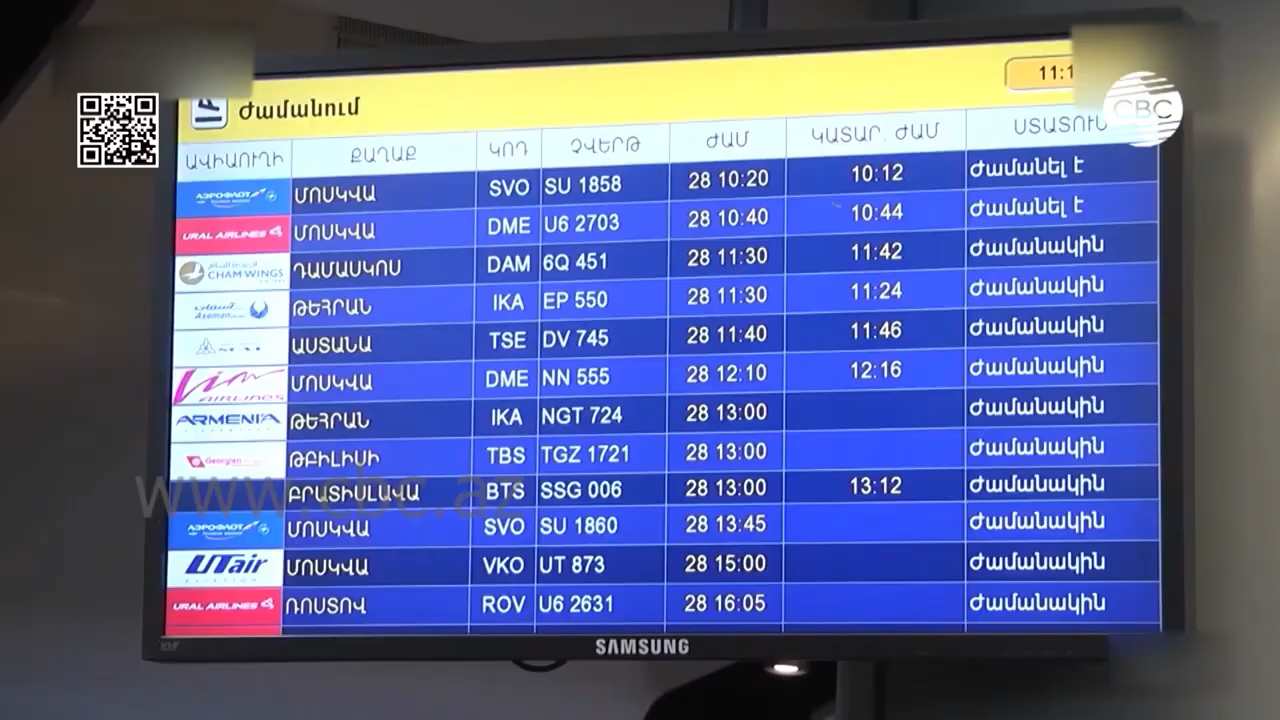 CBC
Ժամանում 11:1
ԱՎԻԱՈՒՂԻ ՔԱՂԱՔ ԿՈԴ ՉՎԵՐԹ ԺԱՄ ԿԱՏԱՐ. ԺԱՄ ՍՏԱՏՈՒՍ
АЭРОФЛОТ ՄՈՍԿՎԱ SVO SU 1858 28 10:20 10:12 Ժամանել է
URAL AIRLINES ՄՈՍԿՎԱ DME U6 2703 28 10:40 10:44 Ժամանել է
CHAM WINGS ԴԱՄԱՍԿՈՍ DAM 6Q 451 28 11:30 11:42 Ժամանակին
Aseman ԹԵՀՐԱՆ IKA EP 550 28 11:30 11:24 Ժամանակին
ԱՍՏԱՆԱ TSE DV 745 28 11:40 11:46 Ժամանակին
Vim AIRLINES ՄՈՍԿՎԱ DME NN 555 28 12:10 12:16 Ժամանակին
ARMENIA ԹԵՀՐԱՆ IKA NGT 724 28 13:00 Ժամանակին
Georgian ԹԲԻԼԻՍԻ TBS TGZ 1721 28 13:00 Ժամանակին
ԲՐԱՏԻՍԼԱՎԱ BTS SSG 006 28 13:00 13:12 Ժամանակին
www.cbc.az
АЭРОФЛОТ ՄՈՍԿՎԱ SVO SU 1860 28 13:45 Ժամանակին
UTair ՄՈՍԿՎԱ VKO UT 873 28 15:00 Ժամանակին
URAL AIRLINES ՌՈՍՏՈՎ ROV U6 2631 28 16:05 Ժամանակին
SAMSUNG